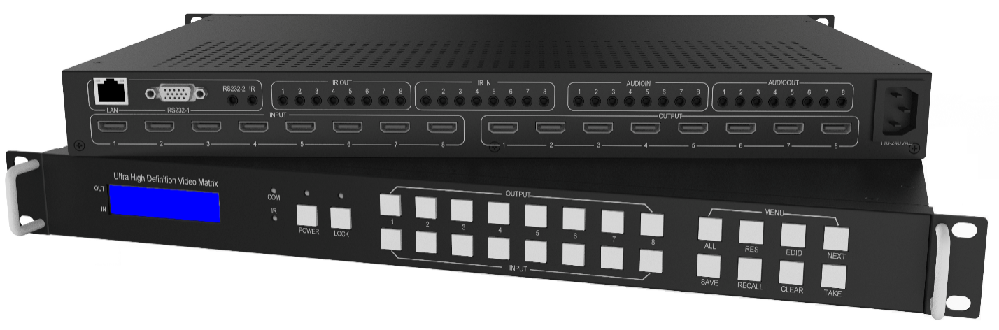 IR OUT IR IN AUDIOIN AUDIOOUT
RS232-2 IR
1 2 3 4 5 6 7 8 1 2 3 4 5 6 7 8 1 2 3 4 5 6 7 8 1 2 3 4 5 6 7 8
LAN RS232-1
INPUT OUTPUT
1 2 3 4 5 6 7 8 1 2 3 4 5 6 7 8
110-240VAC
Ultra High Definition Video Matrix
OUT
IN
COM
IR
POWER LOCK
OUTPUT
1 2 3 4 5 6 7 8
INPUT
MENU
ALL RES EDID NEXT
SAVE RECALL CLEAR TAKE